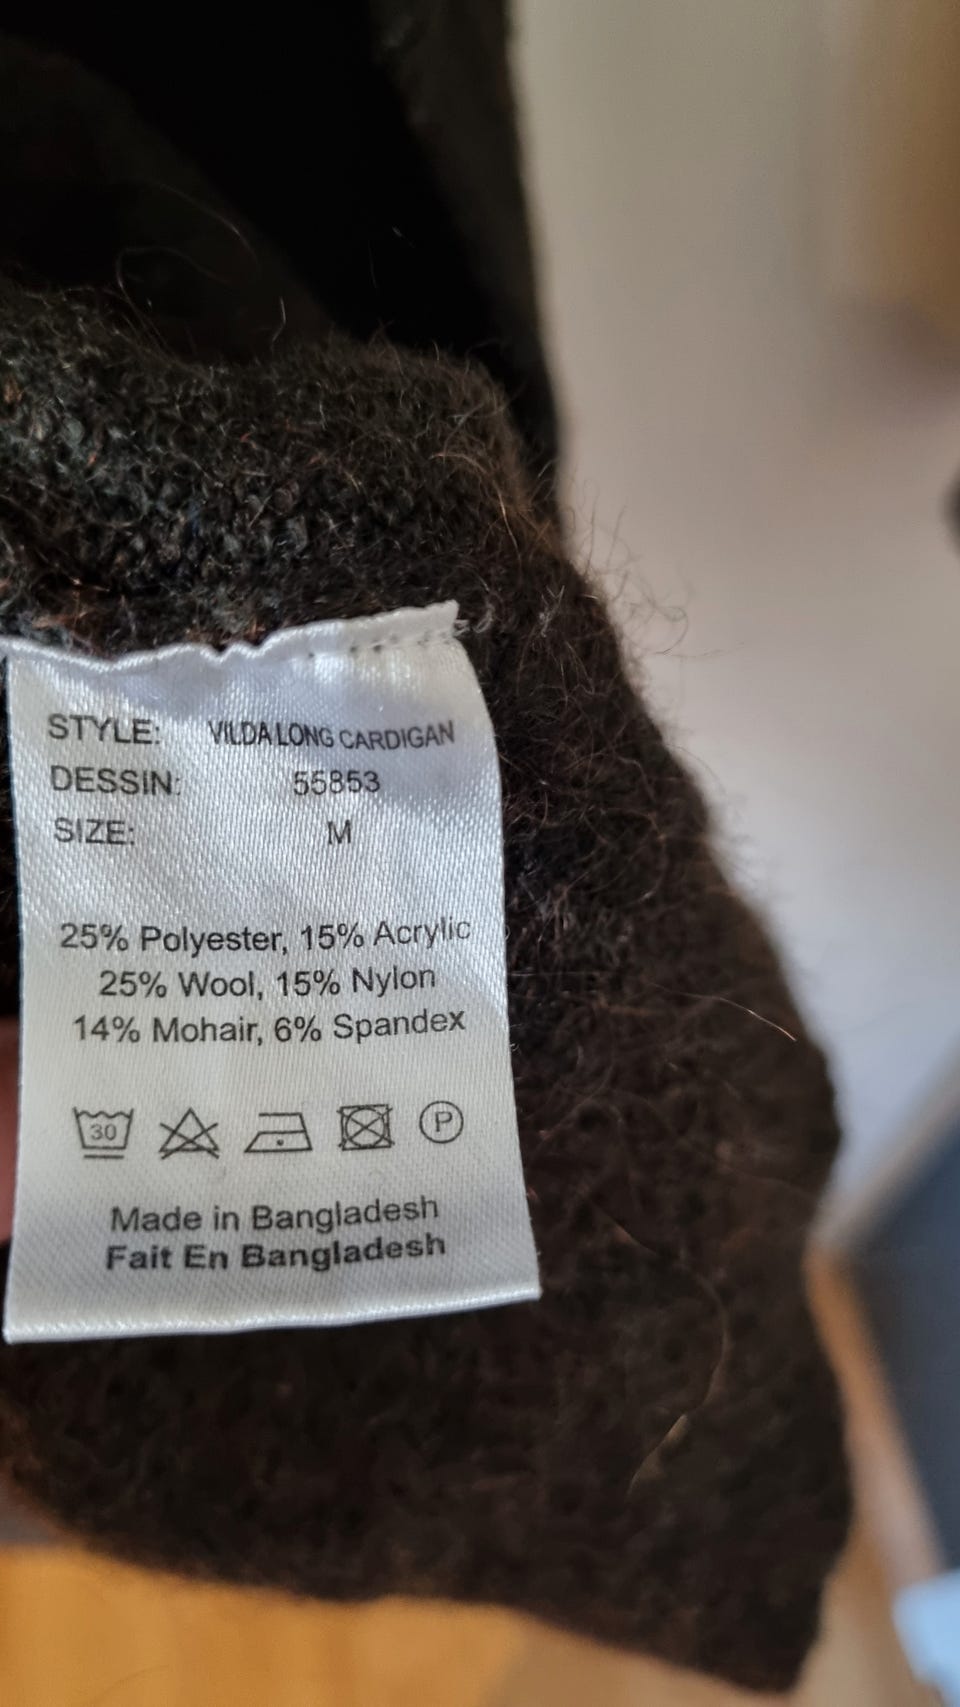 STYLE: VILDA LONG CARDIGAN
DESSIN: 55853
SIZE: M
25% Polyester, 15% Acrylic
25% Wool, 15% Nylon
14% Mohair, 6% Spandex
30 P
Made in Bangladesh
Fait En Bangladesh